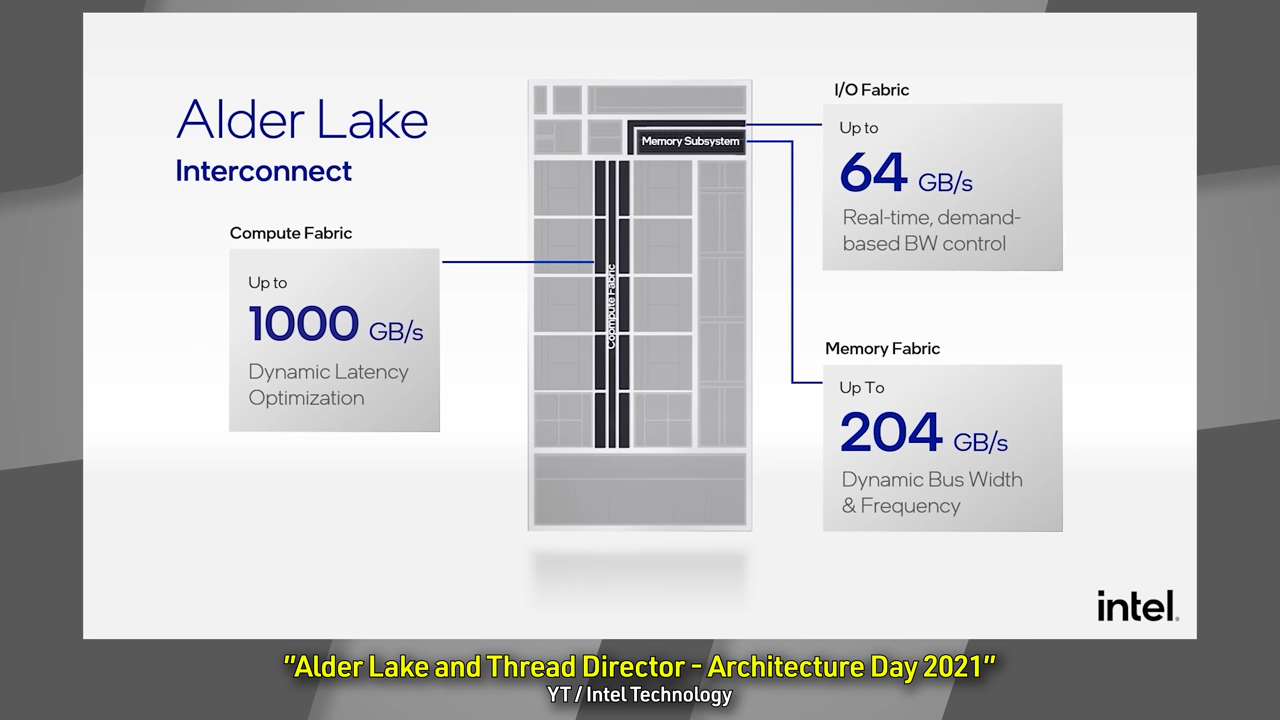 Alder Lake
Interconnect
Compute Fabric
Up to
1000 GB/s
Dynamic Latency
Optimization
Memory Subsystem
Compute Fabric
I/O Fabric
Up to
64 GB/s
Real-time, demand-
based BW control
Memory Fabric
Up To
204 GB/s
Dynamic Bus Width
& Frequency
intel.
"Alder Lake and Thread Director - Architecture Day 2021"
YT / Intel Technology